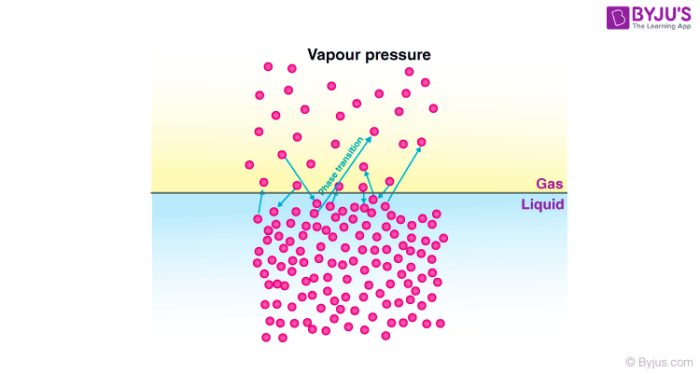 BYJU'S
The Learning App
Vapour pressure
Phase transition
Gas
Liquid
© Byjus.com